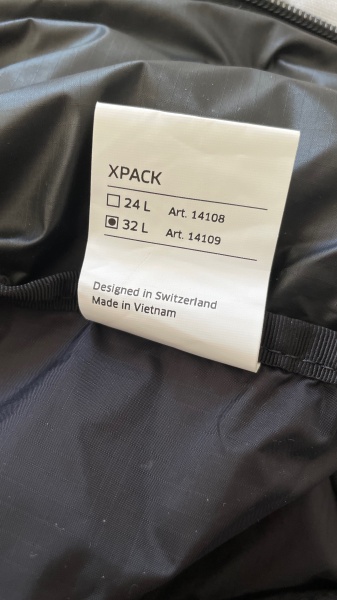 XPACK
24 L Art. 14108
32 L Art. 14109
Designed in Switzerland
Made in Vietnam